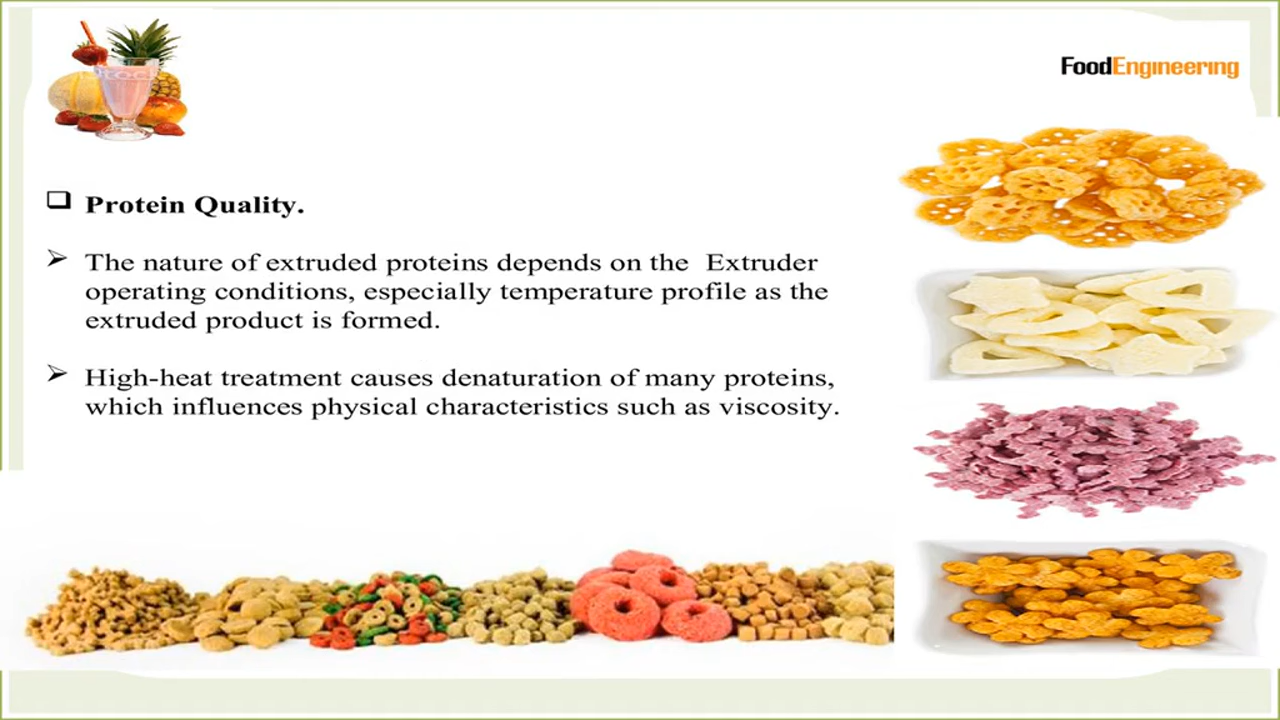 FoodEngineering
Protein Quality.
The nature of extruded proteins depends on the Extruder
operating conditions, especially temperature profile as the
extruded product is formed.
High-heat treatment causes denaturation of many proteins,
which influences physical characteristics such as viscosity.